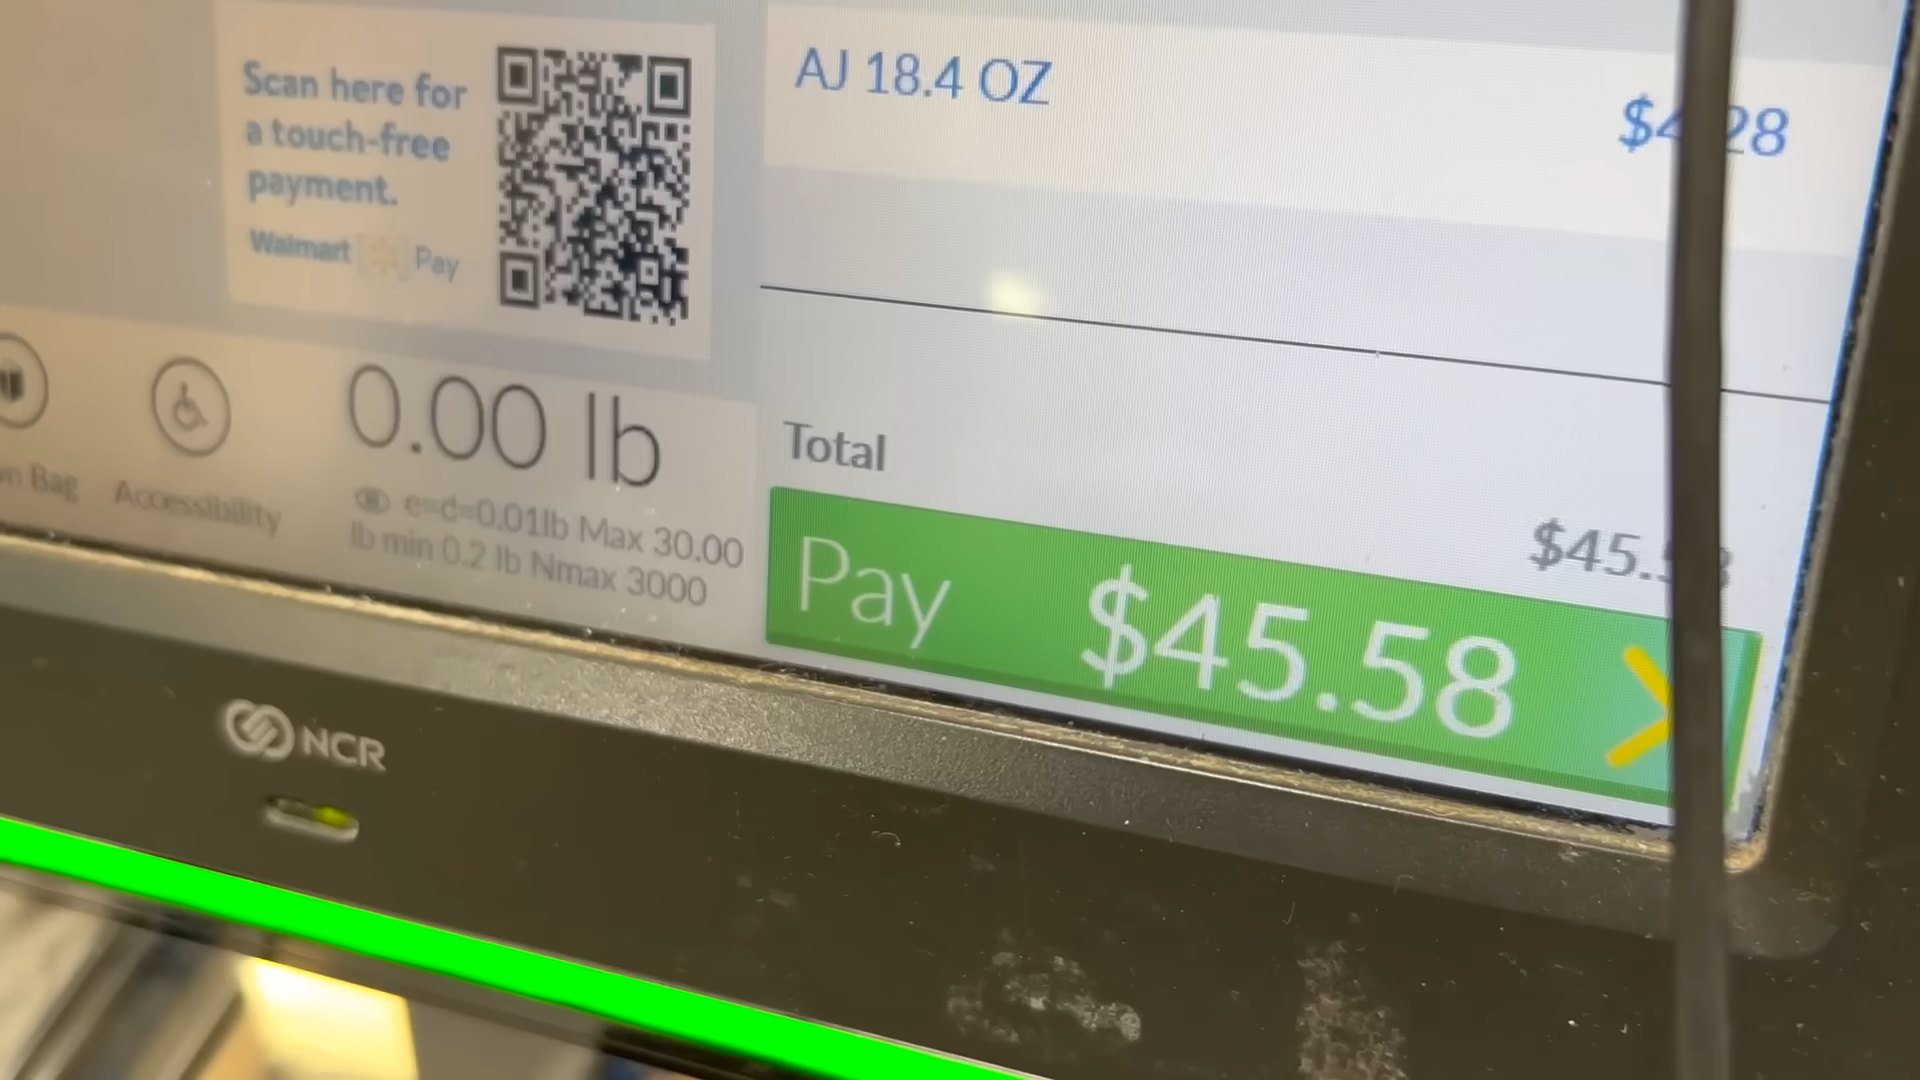 Scan here for
a touch-free
payment.
Walmart Pay
AJ 18.4 OZ
0.00 lb
e=d=0.01lb Max 30.00
lb min 0.2 lb Nmax 3000
Bag
Accessibility
Total
Pay $45.58
NCR